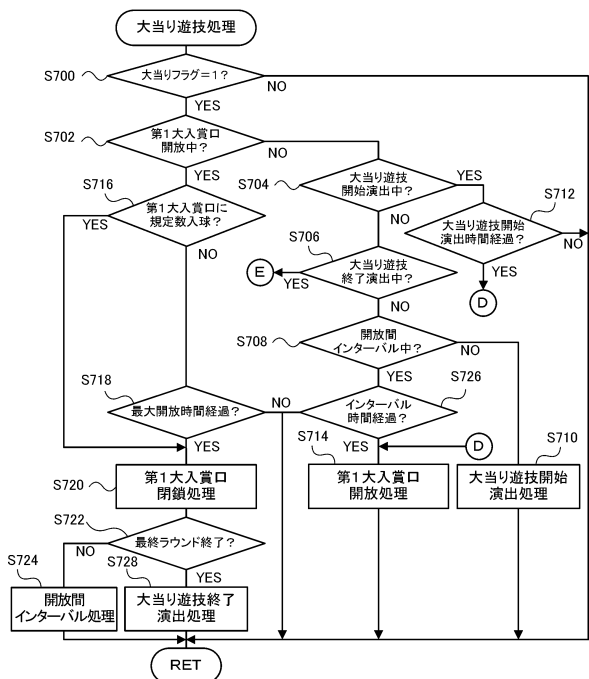 大当り遊技処理
S700
大当りフラグ＝1？
NO
YES
S702
第１大入賞口
開放中？
NO
YES
S716
第１大入賞口に
規定数入球？
YES
NO
S704
大当り遊技
開始演出中？
YES
NO
S712
大当り遊技開始
演出時間経過？
NO
YES
D
S706
大当り遊技
終了演出中？
E
YES
NO
S708
開放間
インターバル中？
NO
YES
S718
最大開放時間経過？
NO
YES
S726
インターバル
時間経過？
YES
D
S714
第１大入賞口
開放処理
S710
大当り遊技開始
演出処理
S720
第１大入賞口
閉鎖処理
S722
最終ラウンド終了？
NO
YES
S724
開放間
インターバル処理
S728
大当り遊技終了
演出処理
RET